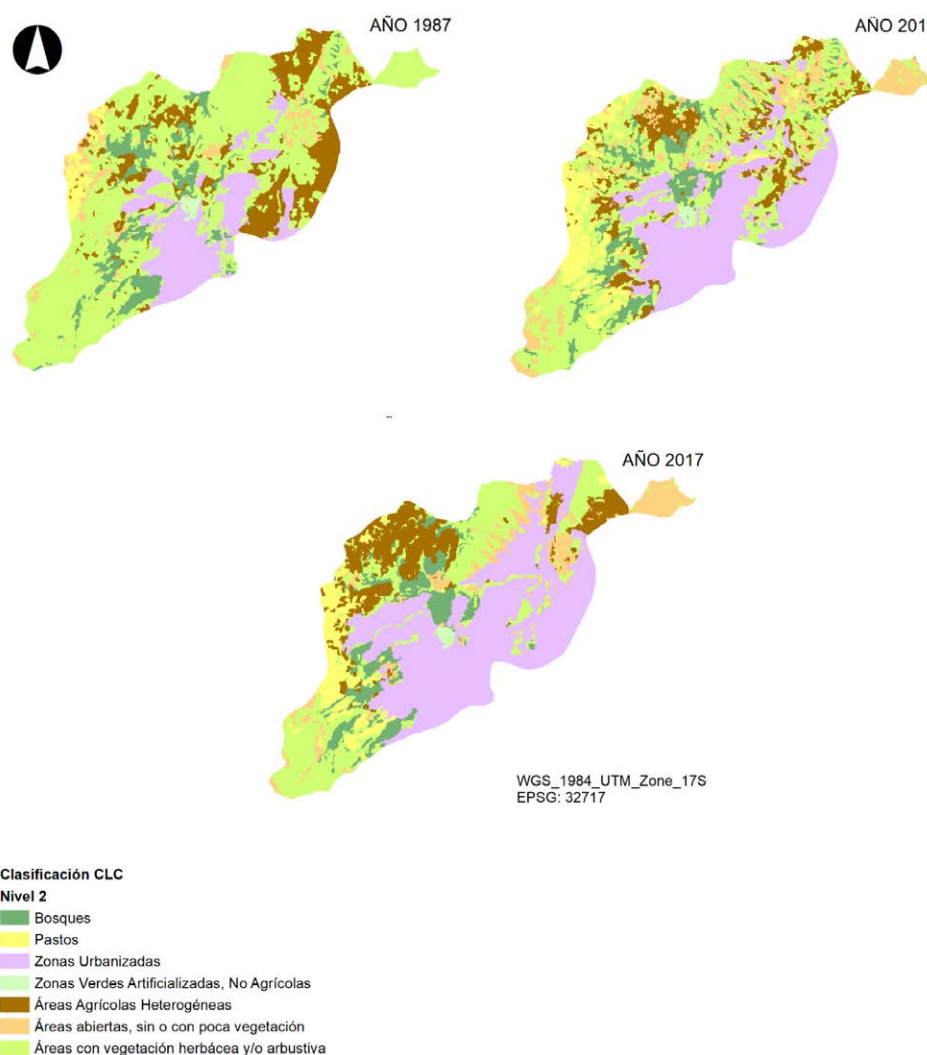 AÑO 1987
AÑO 201
AÑO 2017
WGS_1984_UTM_Zone_17S
EPSG: 32717
Clasificación CLC
Nivel 2
Bosques
Pastos
Zonas Urbanizadas
Zonas Verdes Artificializadas, No Agrícolas
Áreas Agrícolas Heterogéneas
Áreas abiertas, sin o con poca vegetación
Áreas con vegetación herbácea y/o arbustiva